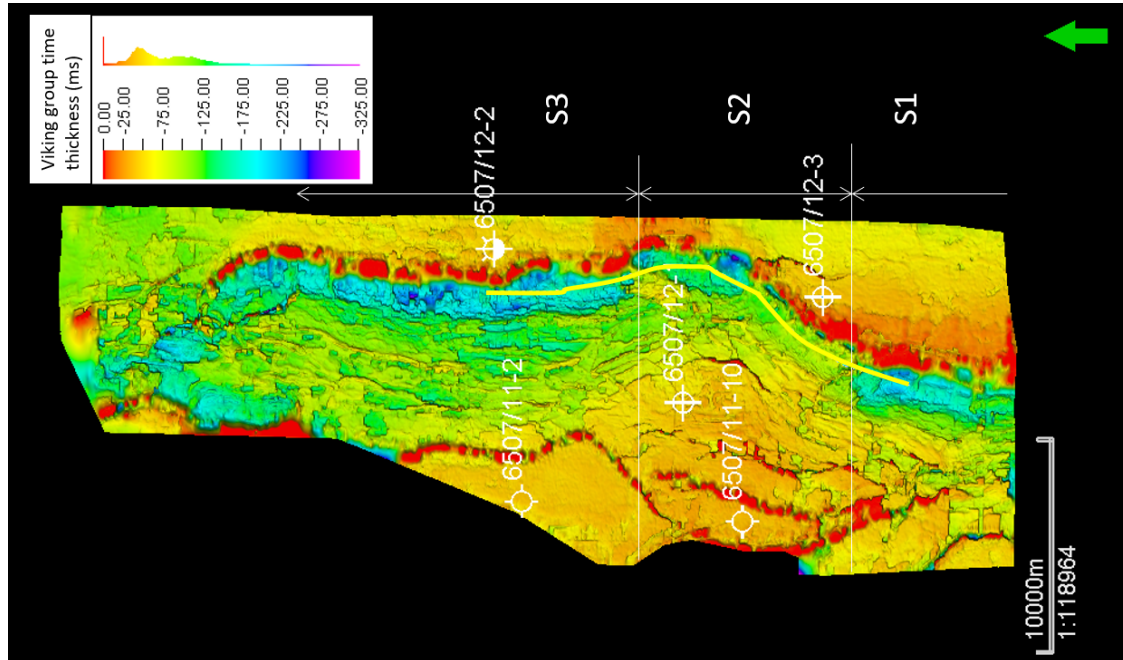 Viking group time
thickness (ms)
0.00
-25.00
-75.00
-125.00
-175.00
-225.00
-275.00
-325.00
S3
S2
S1
6507/12-2
6507/12-3
6507/12-
6507/11-2
6507/11-10
10000m
1:118964